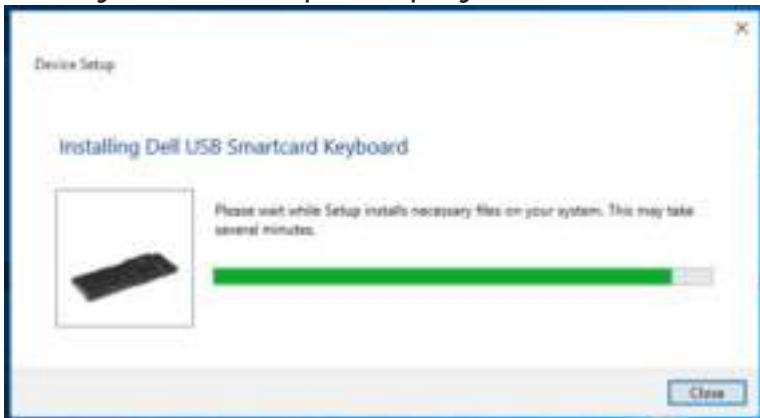 Device Setup
Installing Dell USB Smartcard Keyboard
Please wait while Setup installs necessary files on your system. This may take
several minutes.
Close